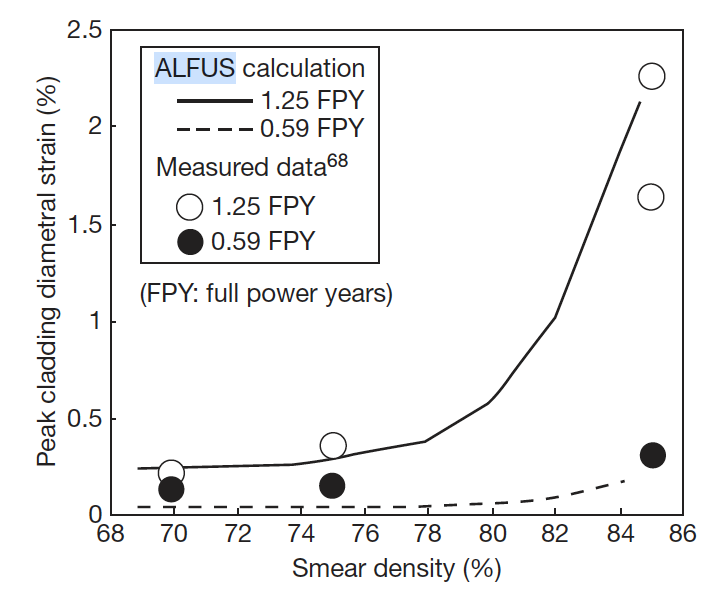 2.5
2
1.5
1
0.5
0
68
70
72
74
76
78
80
82
84
86
Peak cladding diametral strain (%)
Smear density (%)
ALFUS calculation
1.25 FPY
0.59 FPY
Measured data⁶⁸
1.25 FPY
0.59 FPY
(FPY: full power years)